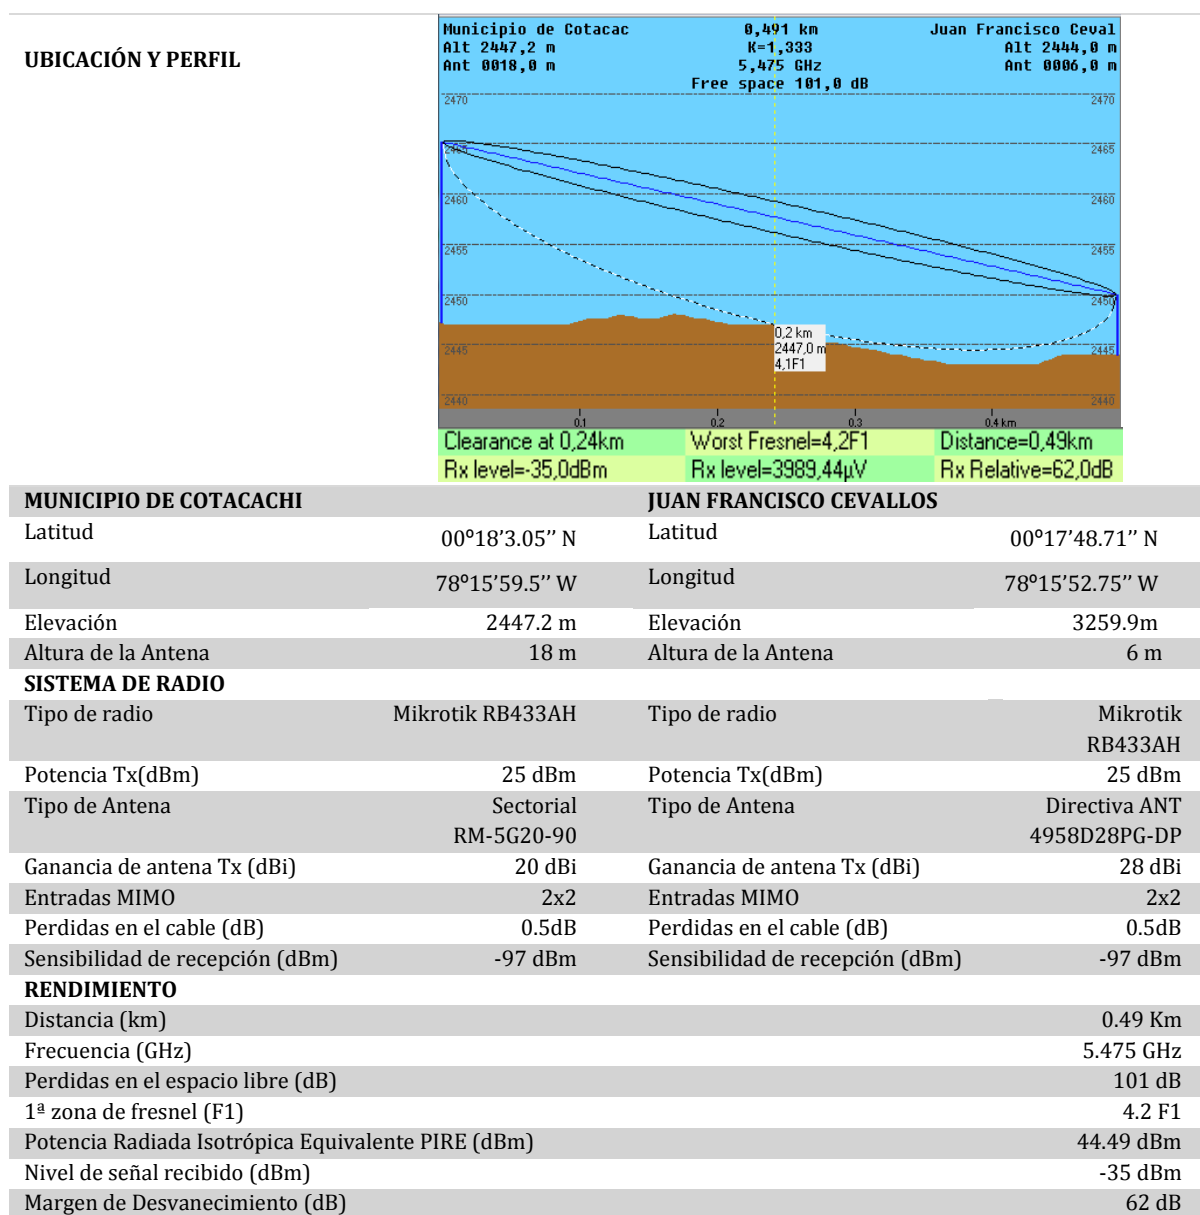 UBICACIÓN Y PERFIL
Municipio de Cotacac 0,491 km Juan Francisco Ceval
Alt 2447,2 m K=1,333 Alt 2444,0 m
Ant 0018,0 m 5,475 GHz Ant 0006,0 m
Free space 101,0 dB
2470 2470
2465 2465
2460 2460
2455 2455
2450 2450
0,2 km
2447,0 m
2445 2445
4,1F1
2440 2440
0.1 0.2 0.3 0.4 km
Clearance at 0,24km Worst Fresnel=4,2F1 Distance=0,49km
Rx level=-35,0dBm Rx level=3989,44µV Rx Relative=62,0dB
MUNICIPIO DE COTACACHI JUAN FRANCISCO CEVALLOS
Latitud 00º18’3.05’’ N Latitud 00º17’48.71’’ N
Longitud 78º15’59.5’’ W Longitud 78º15’52.75’’ W
Elevación 2447.2 m Elevación 3259.9m
Altura de la Antena 18 m Altura de la Antena 6 m
SISTEMA DE RADIO
Tipo de radio Mikrotik RB433AH Tipo de radio Mikrotik
RB433AH
Potencia Tx(dBm) 25 dBm Potencia Tx(dBm) 25 dBm
Tipo de Antena Sectorial Tipo de Antena Directiva ANT
RM-5G20-90 4958D28PG-DP
Ganancia de antena Tx (dBi) 20 dBi Ganancia de antena Tx (dBi) 28 dBi
Entradas MIMO 2x2 Entradas MIMO 2x2
Perdidas en el cable (dB) 0.5dB Perdidas en el cable (dB) 0.5dB
Sensibilidad de recepción (dBm) -97 dBm Sensibilidad de recepción (dBm) -97 dBm
RENDIMIENTO
Distancia (km) 0.49 Km
Frecuencia (GHz) 5.475 GHz
Perdidas en el espacio libre (dB) 101 dB
1ª zona de fresnel (F1) 4.2 F1
Potencia Radiada Isotrópica Equivalente PIRE (dBm) 44.49 dBm
Nivel de señal recibido (dBm) -35 dBm
Margen de Desvanecimiento (dB) 62 dB